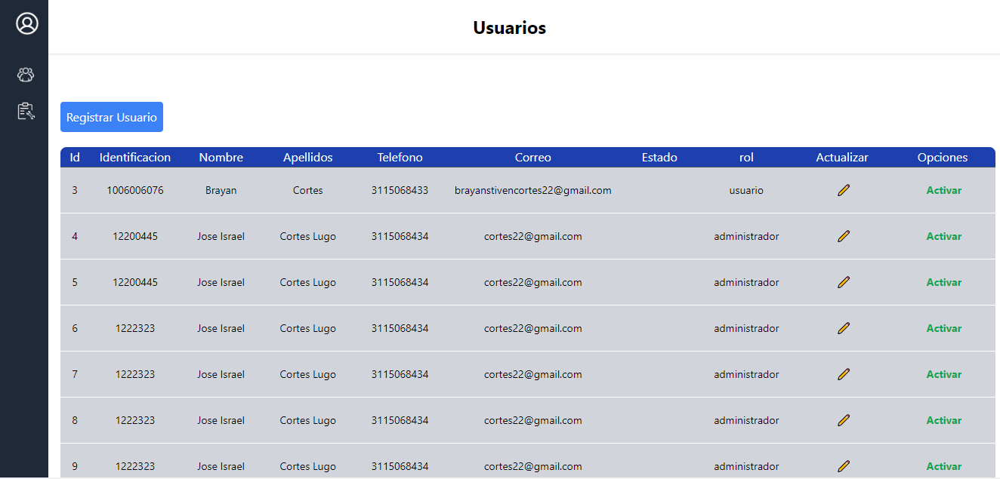 Usuarios
Registrar Usuario
Id Identificacion Nombre Apellidos Telefono Correo Estado rol Actualizar Opciones
3 1006006076 Brayan Cortes 3115068433 brayanstivencortes22@gmail.com usuario Activar
4 12200445 Jose Israel Cortes Lugo 3115068434 cortes22@gmail.com administrador Activar
5 12200445 Jose Israel Cortes Lugo 3115068434 cortes22@gmail.com administrador Activar
6 1222323 Jose Israel Cortes Lugo 3115068434 cortes22@gmail.com administrador Activar
7 1222323 Jose Israel Cortes Lugo 3115068434 cortes22@gmail.com administrador Activar
8 1222323 Jose Israel Cortes Lugo 3115068434 cortes22@gmail.com administrador Activar
9 1222323 Jose Israel Cortes Lugo 3115068434 cortes22@gmail.com administrador Activar